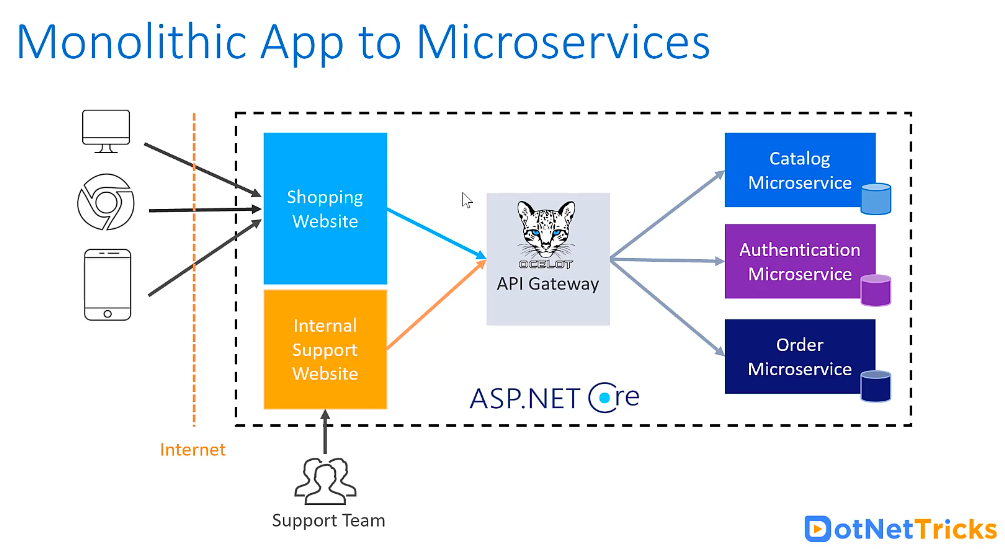 Monolithic App to Microservices
Shopping
Website
Internal
Support
Website
OCELOT
API Gateway
Catalog
Microservice
Authentication
Microservice
Order
Microservice
ASP.NET Core
Internet
Support Team
DotNetTricks